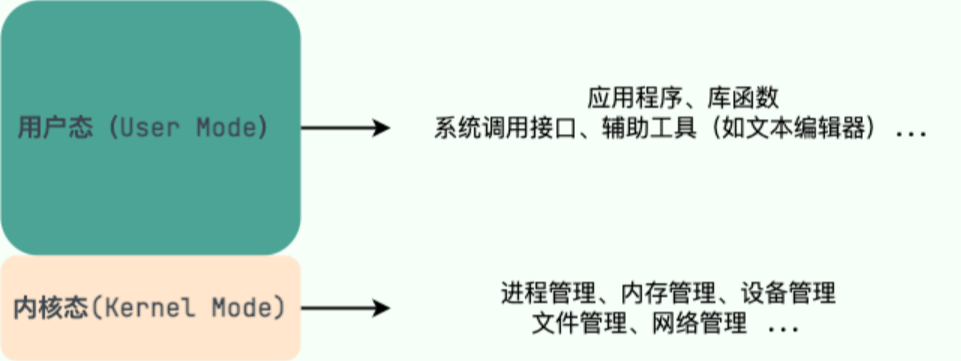 用户态（User Mode）
应用程序、库函数
系统调用接口、辅助工具（如文本编辑器）...
内核态(Kernel Mode)
进程管理、内存管理、设备管理
文件管理、网络管理 ...